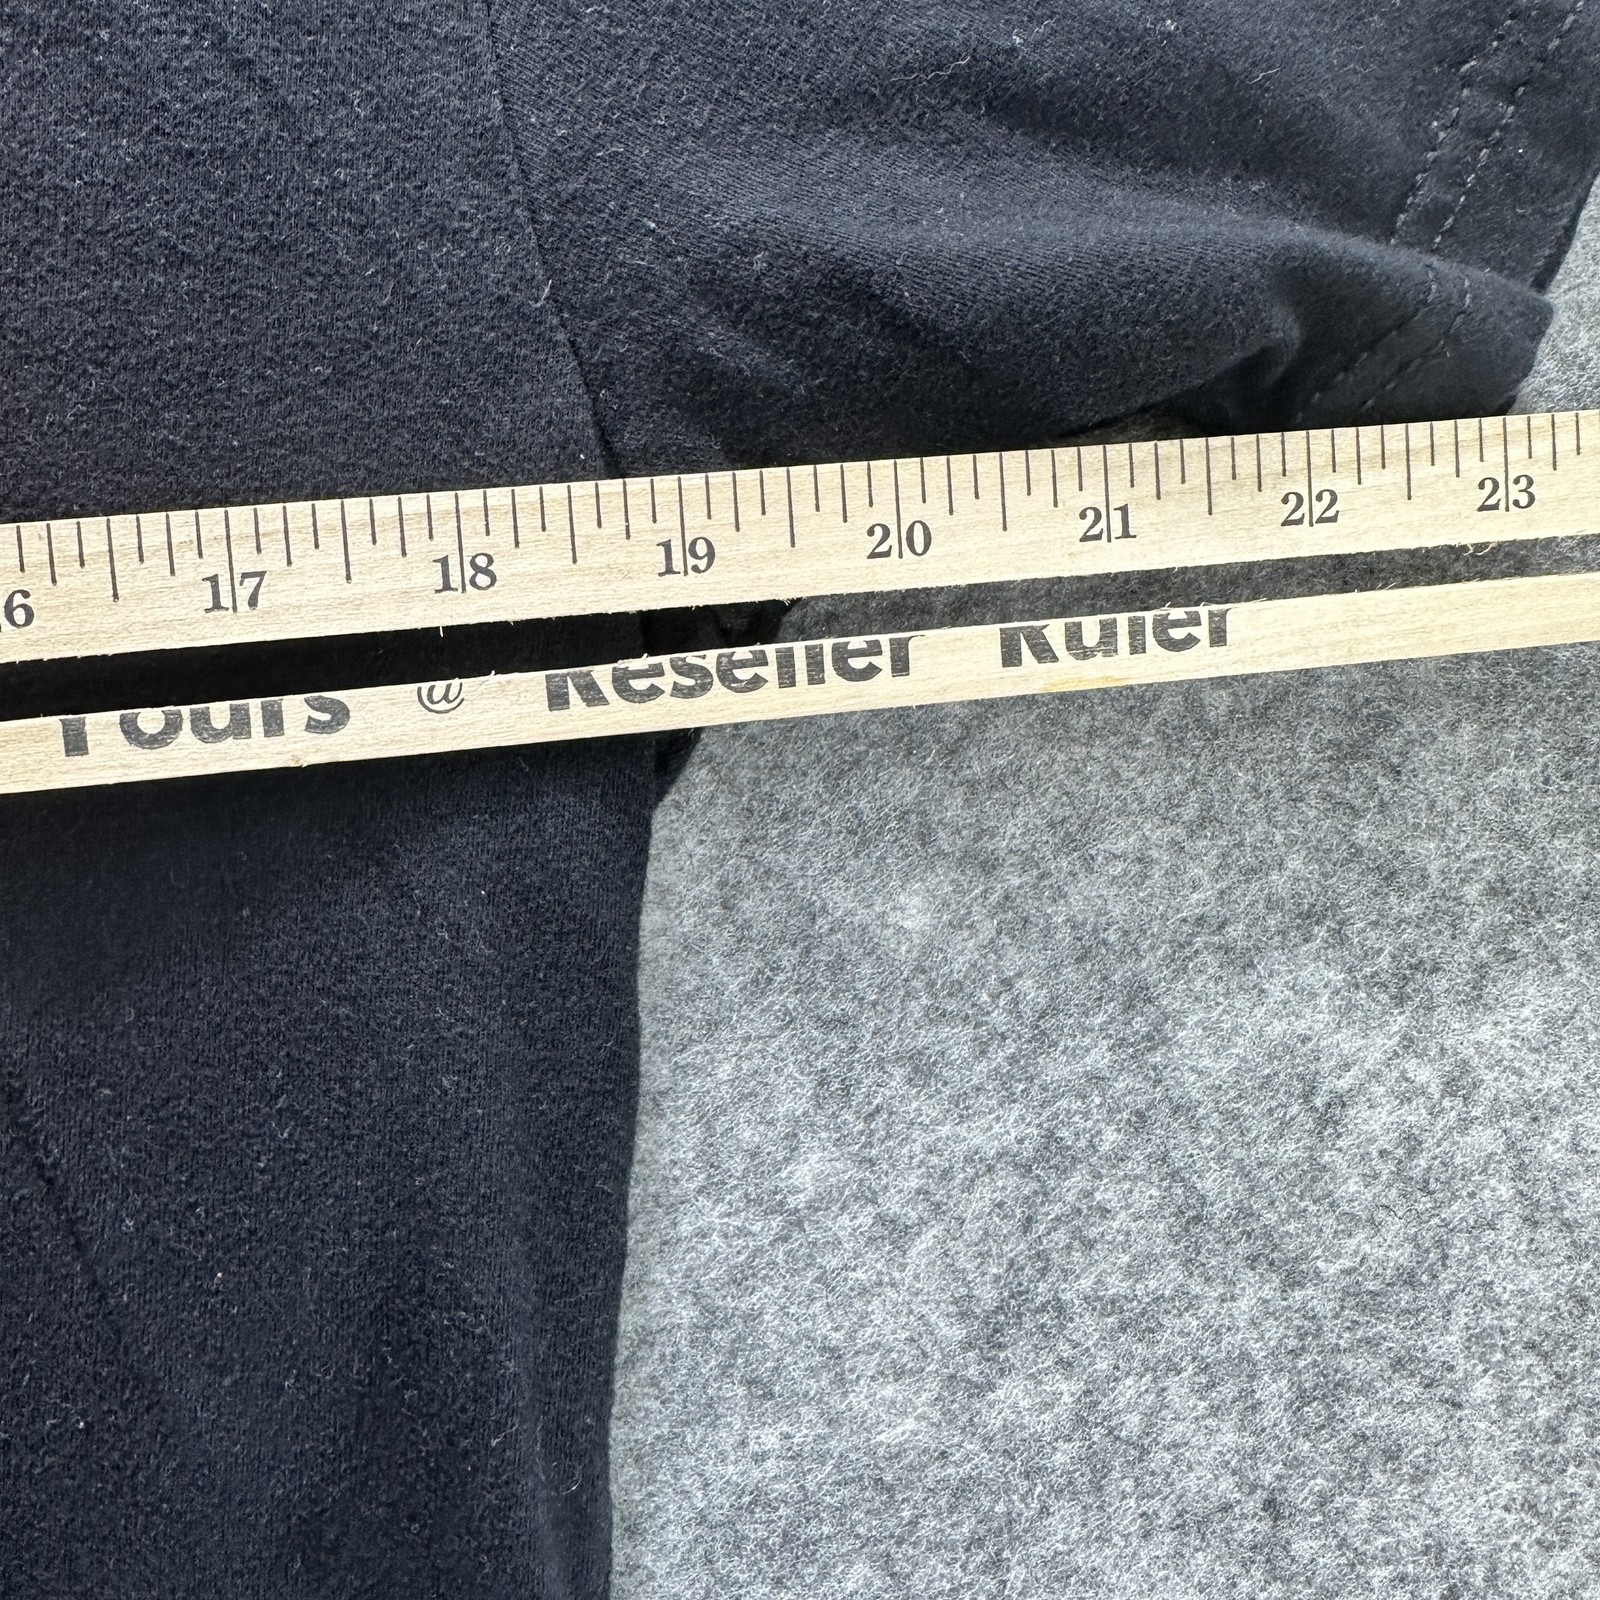 6 17 18 19 20 21 22 23
Yours @ Reseller Ruler